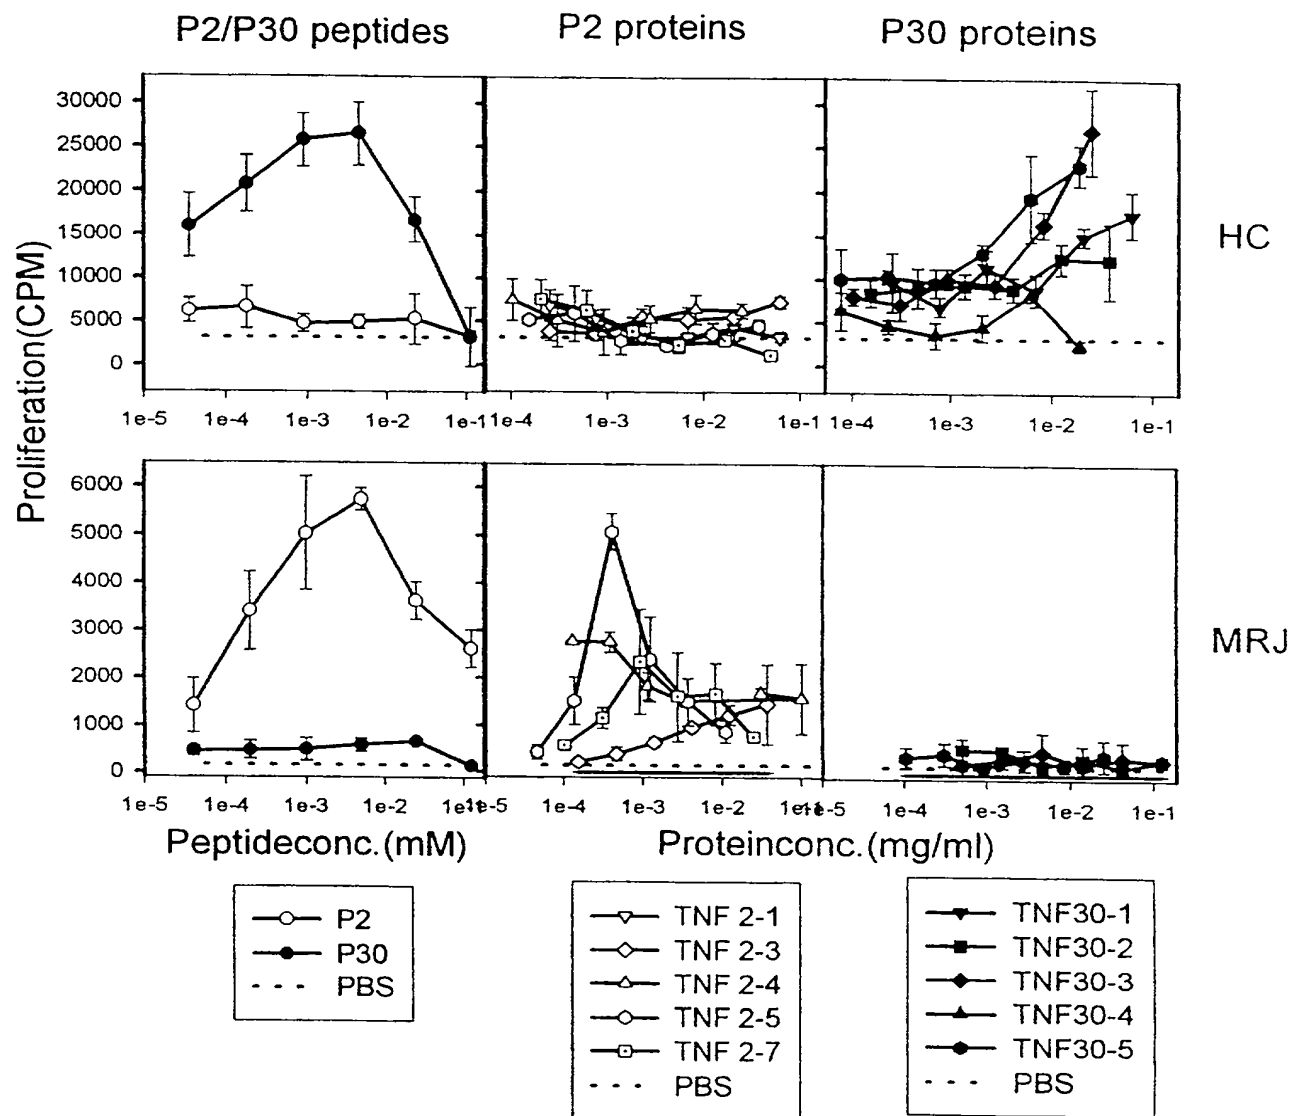 P2/P30 peptides
P2 proteins
P30 proteins
Proliferation(CPM)
30000
25000
20000
15000
10000
5000
0
HC
1e-5 1e-4 1e-3 1e-2 1e-1
1e-4 1e-3 1e-2 1e-1
1e-4 1e-3 1e-2 1e-1
6000
5000
4000
3000
2000
1000
0
MRJ
1e-5 1e-4 1e-3 1e-2
1e-5 1e-4 1e-3 1e-2
1e-5 1e-4 1e-3 1e-2 1e-1
Peptideconc.(mM)
Proteinconc.(mg/ml)
P2
P30
PBS
TNF 2-1
TNF 2-3
TNF 2-4
TNF 2-5
TNF 2-7
PBS
TNF30-1
TNF30-2
TNF30-3
TNF30-4
TNF30-5
PBS